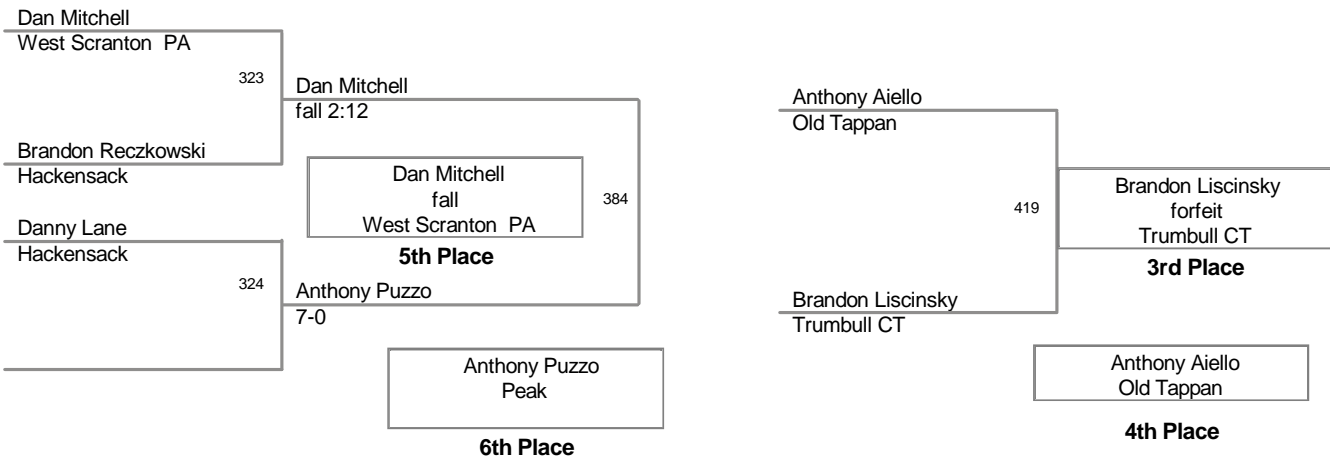 Dan Mitchell
West Scranton PA
323
Dan Mitchell
fall 2:12
Brandon Reczkowski
Hackensack
Dan Mitchell
fall
West Scranton PA
384
5th Place
Danny Lane
Hackensack
324
Anthony Puzzo
7-0
Anthony Puzzo
Peak
6th Place
Anthony Aiello
Old Tappan
419
Brandon Liscinsky
forfeit
Trumbull CT
3rd Place
Brandon Liscinsky
Trumbull CT
Anthony Aiello
Old Tappan
4th Place